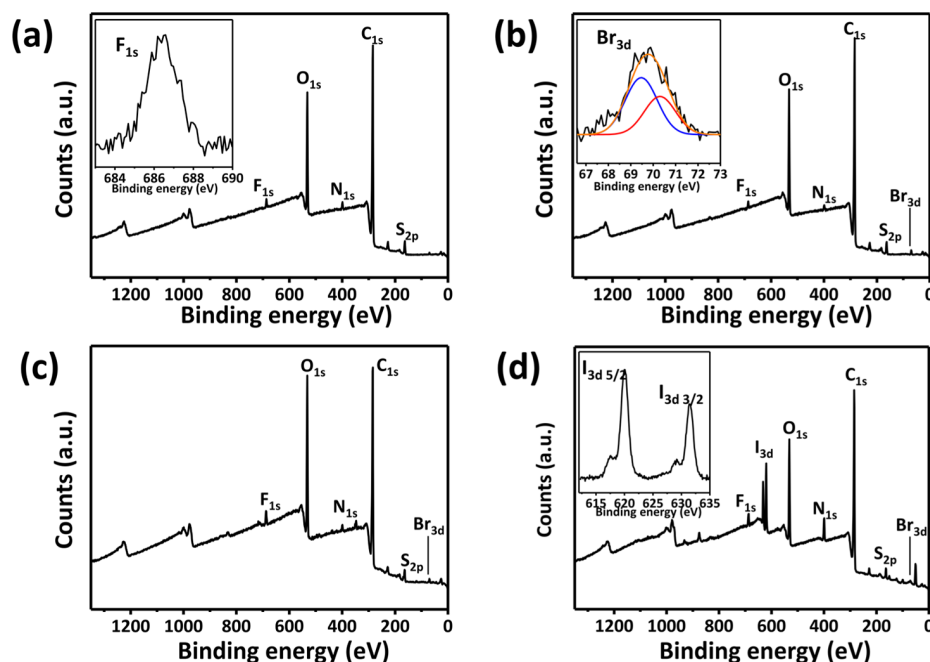 (a)
F1s
684 686 688 690
Binding energy (eV)
C1s
O1s
F1s
N1s
S2p
Counts (a.u.)
1200 1000 800 600 400 200 0
Binding energy (eV)
(b)
Br3d
67 68 69 70 71 72 73
Binding energy (eV)
C1s
O1s
F1s
N1s
Br3d
S2p
Counts (a.u.)
1200 1000 800 600 400 200 0
Binding energy (eV)
(c)
O1s
C1s
F1s
N1s
Br3d
S2p
Counts (a.u.)
1200 1000 800 600 400 200 0
Binding energy (eV)
(d)
I3d 5/2
I3d 3/2
615 620 625 630 635
Binding energy (eV)
C1s
O1s
I3d
F1s
N1s
Br3d
S2p
Counts (a.u.)
1200 1000 800 600 400 200 0
Binding energy (eV)